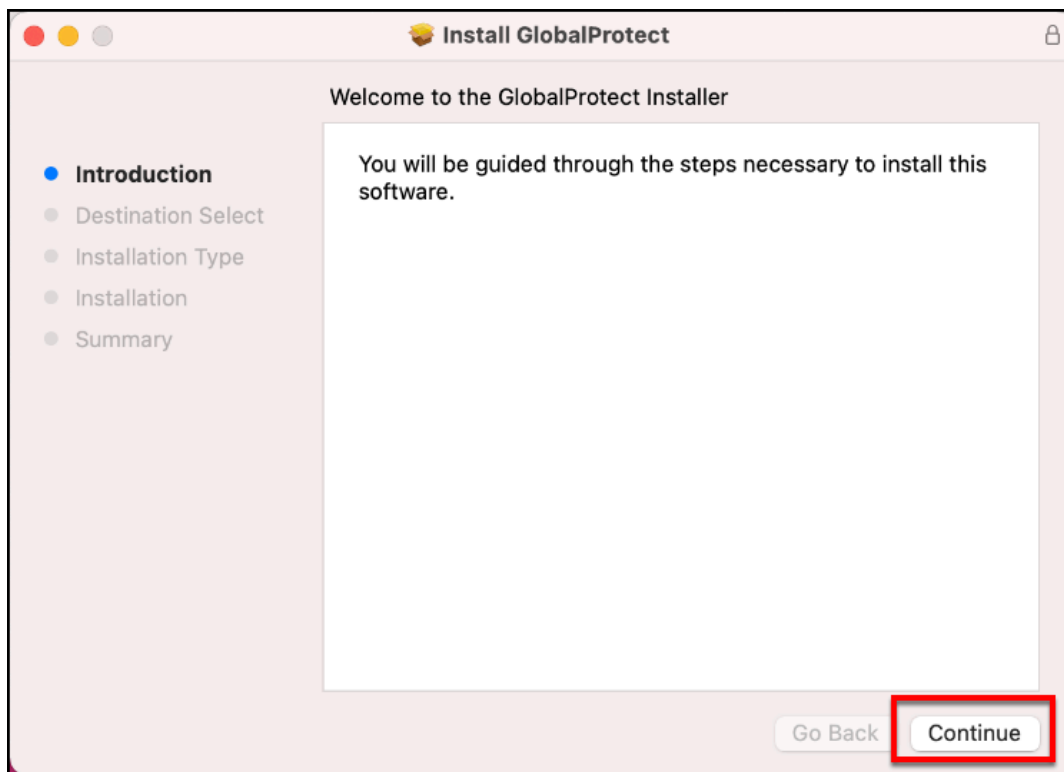 Install GlobalProtect
Welcome to the GlobalProtect Installer
Introduction
Destination Select
Installation Type
Installation
Summary
You will be guided through the steps necessary to install this
software.
Go Back
Continue